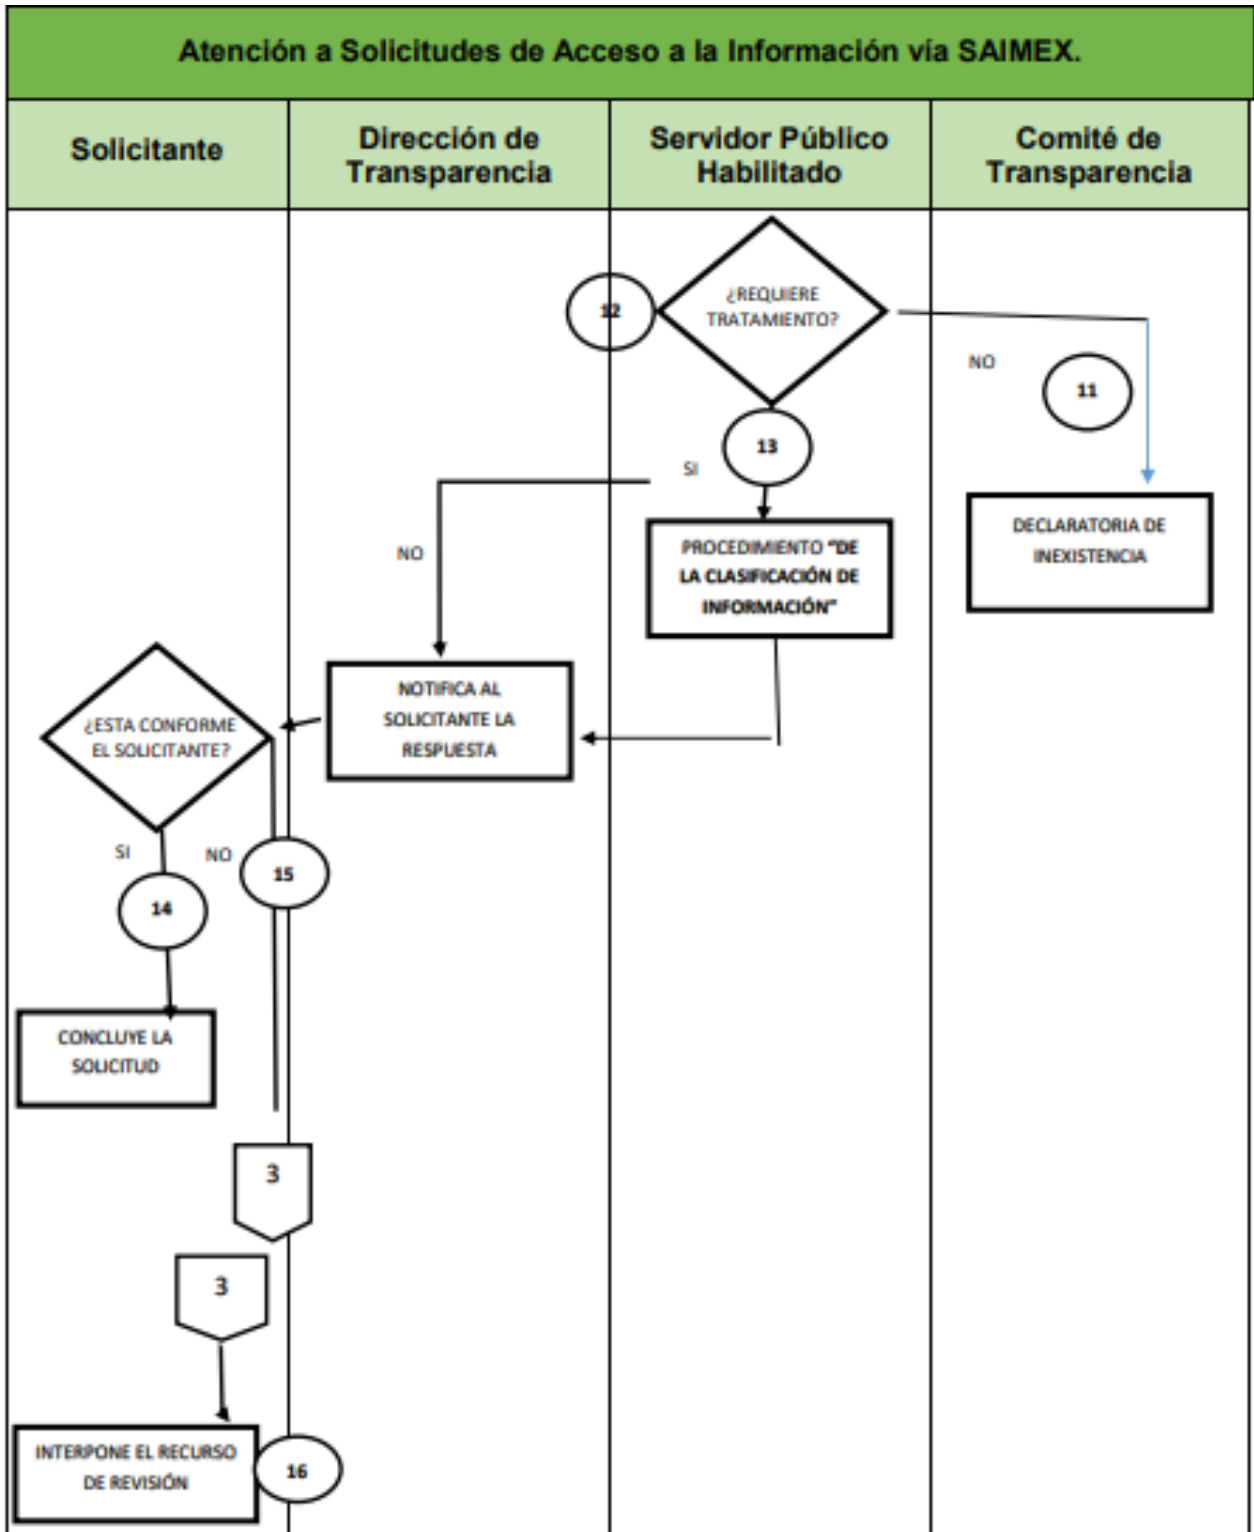 Atención a Solicitudes de Acceso a la Información vía SAIMEX.
Solicitante
Dirección de
Transparencia
Servidor Público
Habilitado
Comité de
Transparencia
¿REQUIERE
TRATAMIENTO?
12
NO
11
13
SI
DECLARATORIA DE
INEXISTENCIA
NO
PROCEDIMIENTO “DE
LA CLASIFICACIÓN DE
INFORMACIÓN”
NOTIFICA AL
SOLICITANTE LA
RESPUESTA
¿ESTA CONFORME
EL SOLICITANTE?
SI
NO
15
14
CONCLUYE LA
SOLICITUD
3
3
INTERPONE EL RECURSO
DE REVISIÓN
16